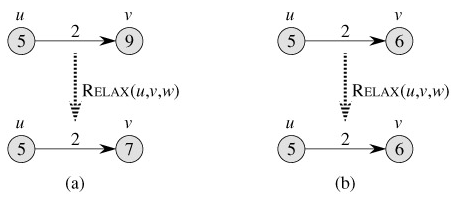 u v u v
5 2 9 5 2 6
RELAX(u,v,w) RELAX(u,v,w)
u v u v
5 2 7 5 2 6
(a) (b)